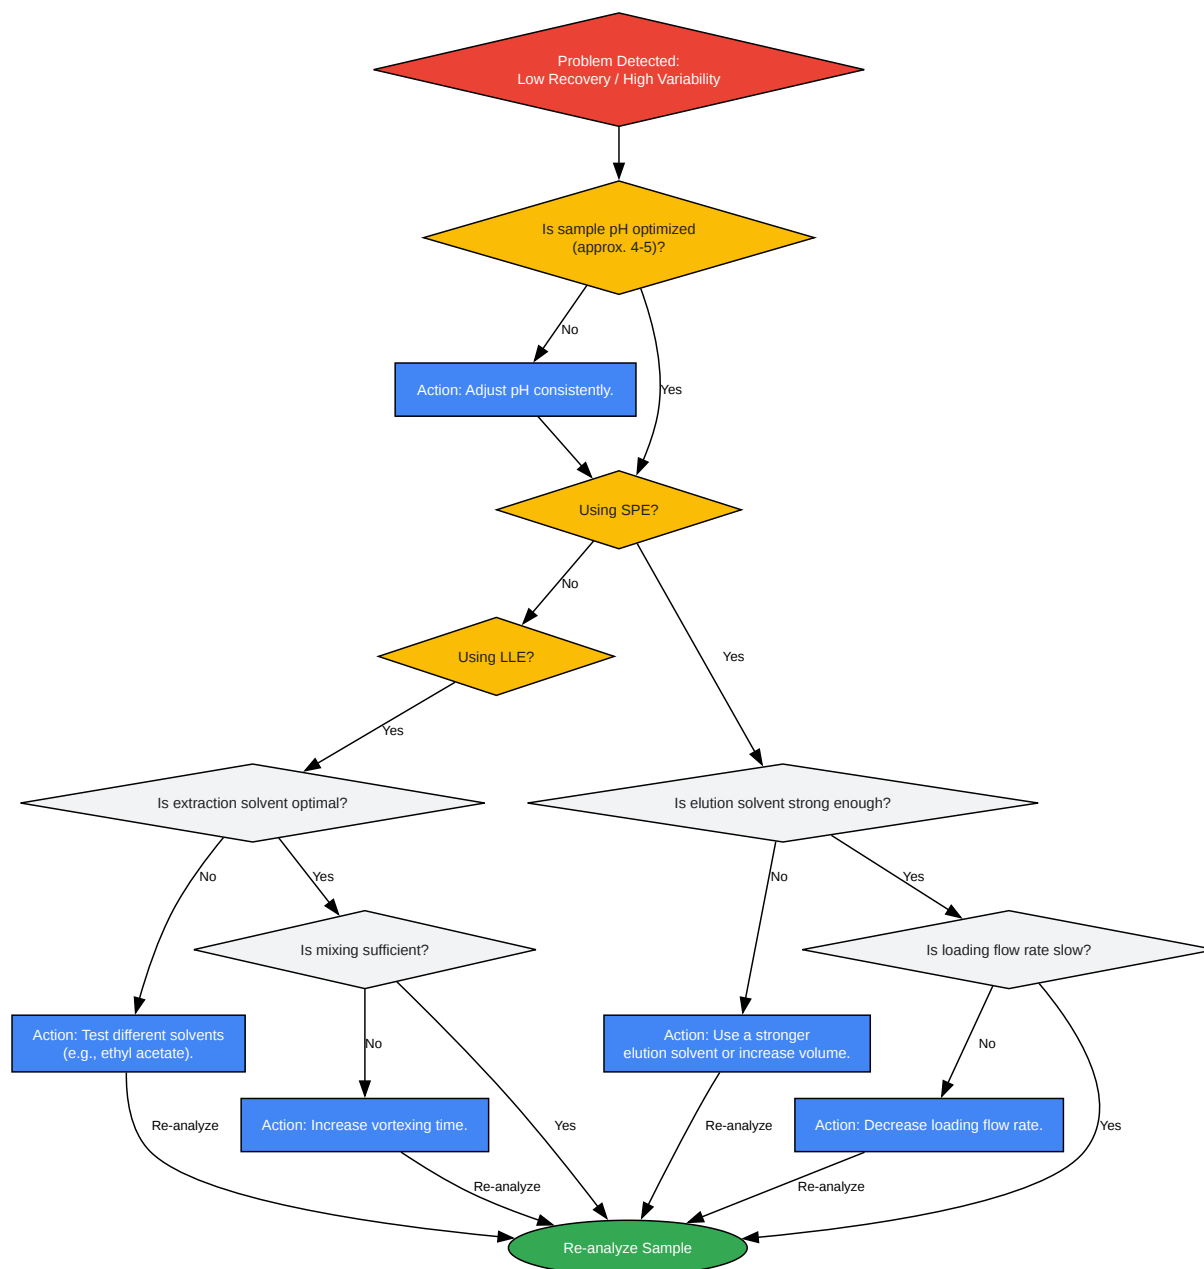 Problem Detected:
Low Recovery / High Variability
Is sample pH optimized
(approx. 4-5)?
No
Action: Adjust pH consistently.
Yes
Using SPE?
No
Using LLE?
Yes
Yes
Is extraction solvent optimal?
Is elution solvent strong enough?
No
Yes
No
Yes
Is mixing sufficient?
Is loading flow rate slow?
Action: Test different solvents
(e.g., ethyl acetate).
No
Action: Use a stronger
elution solvent or increase volume.
No
Re-analyze
Action: Increase vortexing time.
Yes
Re-analyze
Action: Decrease loading flow rate.
Yes
Re-analyze
Re-analyze
Re-analyze Sample